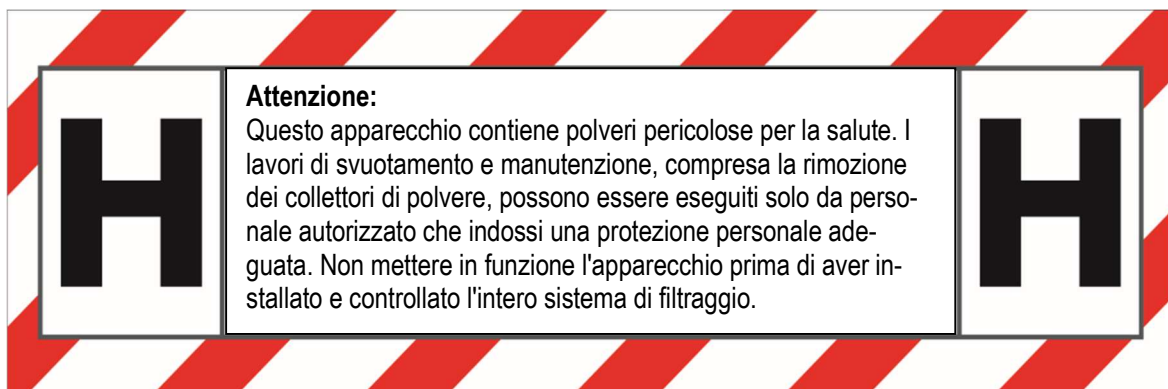 H
Attenzione:
Questo apparecchio contiene polveri pericolose per la salute. I
lavori di svuotamento e manutenzione, compresa la rimozione
dei collettori di polvere, possono essere eseguiti solo da perso-
nale autorizzato che indossi una protezione personale ade-
guata. Non mettere in funzione l'apparecchio prima di aver in-
stallato e controllato l'intero sistema di filtraggio.
H